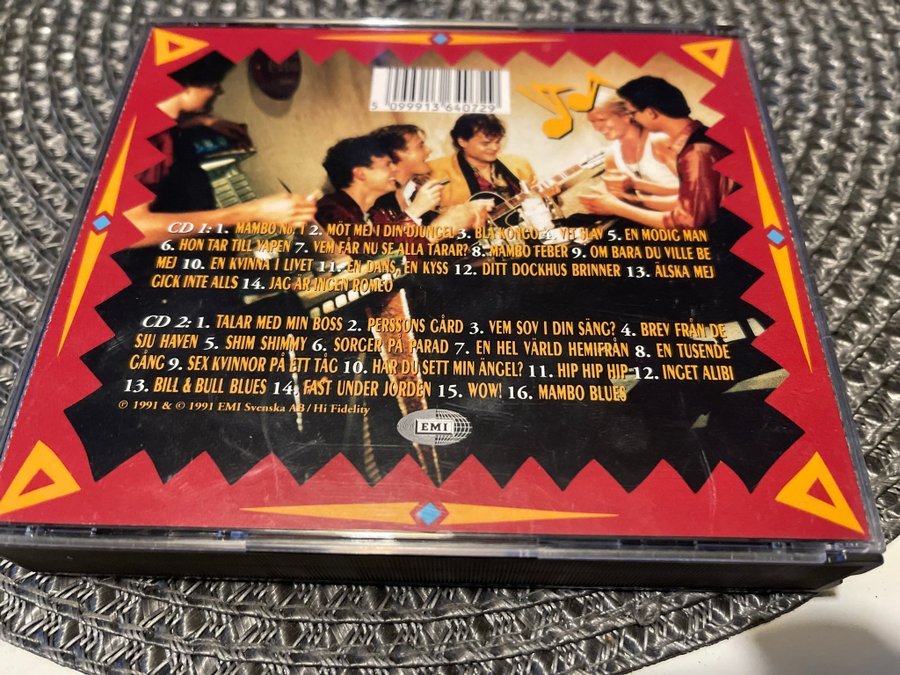 5 099913 640729
CD 1: 1. MAMBO No. 1 2. MÖT MEJ I DIN DJUNGEL 3. BLÅ KONGO 4. VIT SLAV 5. EN MODIG MAN
6. HON TAR TILL VAPEN 7. VEM FÅR NU SE ALLA TÅRAR? 8. MAMBO FEBER 9. OM BARA DU VILLE BE
MEJ 10. EN KVINNA I LIVET 11. EN DANS, EN KYSS 12. DITT DOCKHUS BRINNER 13. ÄLSKA MEJ
GICK INTE ALLS 14. JAG ÄR INGEN ROMEO
CD 2: 1. TALAR MED MIN BOSS 2. PERSSONS GÅRD 3. VEM SOV I DIN SÄNG? 4. BREV FRÅN DE
SJU HAVEN 5. SHIM SHIMMY 6. SORGER PÅ PARAD 7. EN HEL VÄRLD HEMIFRÅN 8. EN TUSENDE
GÅNG 9. SEX KVINNOR PÅ ETT TÅG 10. HAR DU SETT MIN ÄNGEL? 11. HIP HIP HIP 12. INGET ALIBI
13. BILL & BULL BLUES 14. FAST UNDER JORDEN 15. WOW! 16. MAMBO BLUES
℗ 1991 & © 1991 EMI Svenska AB / Hi Fidelity
EMI